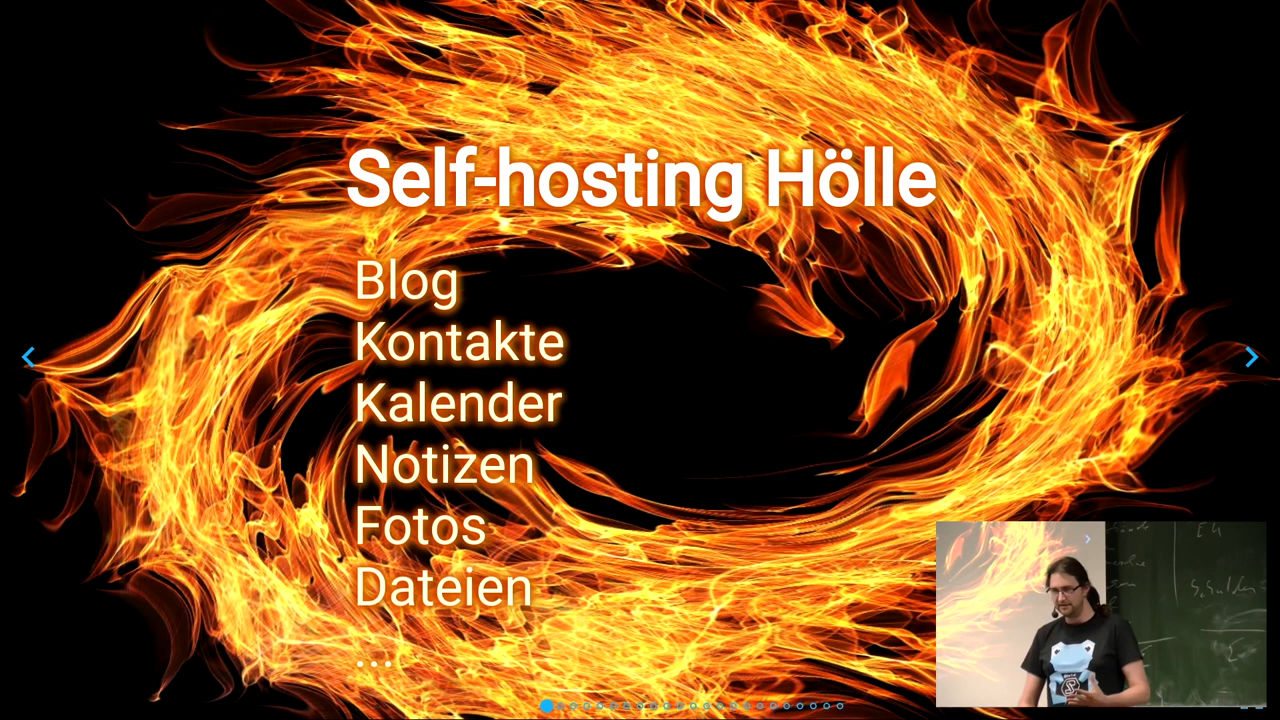 Self-hosting Hölle
Blog
Kontakte
Kalender
Notizen
Fotos
Dateien
...